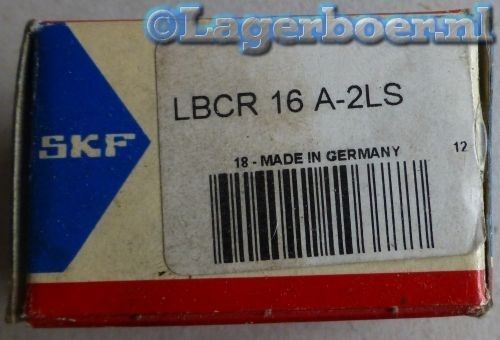 ©Lagerboer.nl
SKF
LBCR 16 A-2LS
18 - MADE IN GERMANY
12